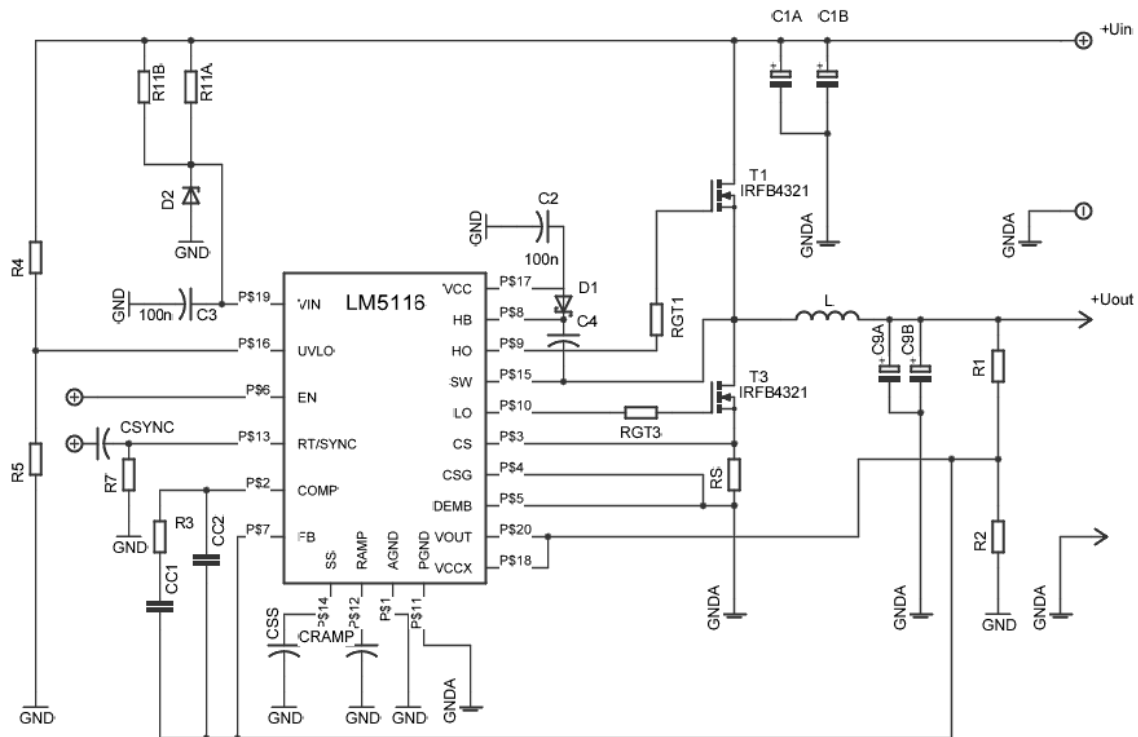 C1A
C1B
+Uin
R11B
R11A
D2
GND
R4
GND
100n
C3
P$19
P$16
P$6
P$13
P$2
P$7
CSYNC
R7
GND
R5
R3
CC2
CC1
GND
LM5116
VIN
UVLO
EN
RT/SYNC
COMP
FB
VCC
HB
HO
SW
LO
CS
CSG
DEMB
VOUT
VCCX
SS
RAMP
AGND
PGND
P$14
P$12
P$1
P$11
CSS
CRAMP
GND
GND
GND
GNDA
P$17
P$8
P$9
P$15
P$10
P$3
P$4
P$5
P$20
P$18
GND
C2
100n
D1
C4
RGT1
RGT3
T1
IRFB4321
T3
IRFB4321
RS
GNDA
GNDA
GNDA
L
+Uout
C9A
C9B
R1
R2
GNDA
GND
GNDA